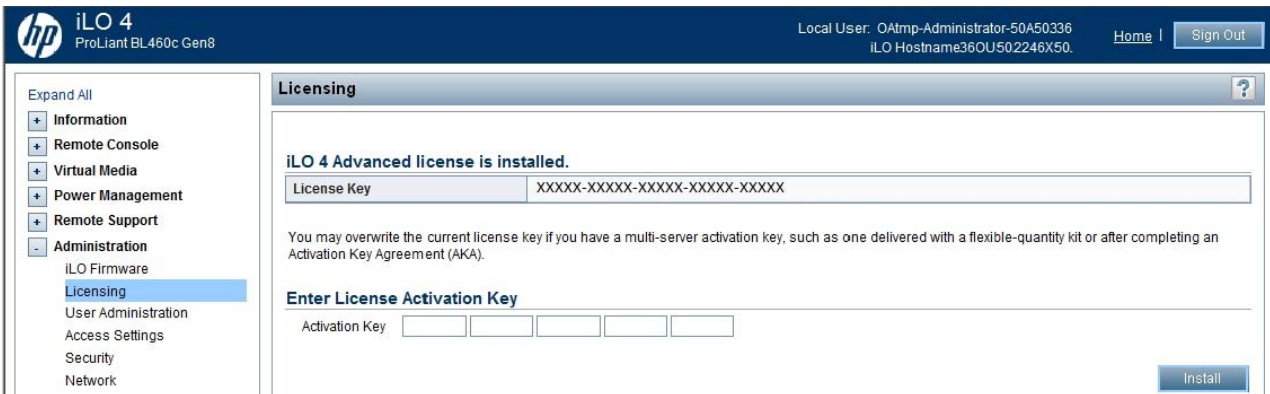 hp
iLO 4
ProLiant BL460c Gen8
Local User: OAtmp-Administrator-50A50336
iLO Hostname36OU502246X50.
Home |
Sign Out
Expand All
+ Information
+ Remote Console
+ Virtual Media
+ Power Management
+ Remote Support
- Administration
iLO Firmware
Licensing
User Administration
Access Settings
Security
Network
Licensing
?
iLO 4 Advanced license is installed.
License Key XXXXX-XXXXX-XXXXX-XXXXX-XXXXX
You may overwrite the current license key if you have a multi-server activation key, such as one delivered with a flexible-quantity kit or after completing an
Activation Key Agreement (AKA).
Enter License Activation Key
Activation Key
Install